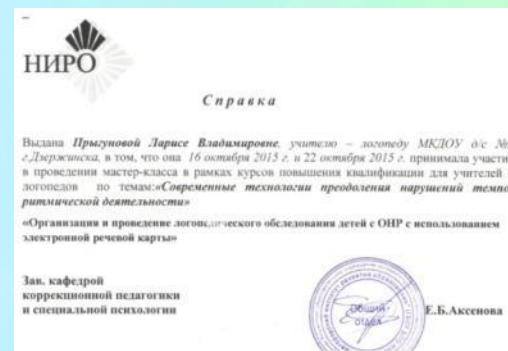 НИРО
Справка
Выдана Прыгуновой Ларисе Владимировне, учителю – логопеду МКДОУ д/с №
г.Дзержинска, в том, что она 16 октября 2015 г. и 22 октября 2015 г. принимала участи
в проведении мастер-класса в рамках курсов повышения квалификации для учителей
логопедов по темам:«Современные технологии преодоления нарушений темпо
ритмической деятельности»
«Организация и проведение логопедического обследования детей с ОНР с использованием
электронной речевой карты»
Зав. кафедрой
коррекционной педагогики
и специальной психологии
Общий
отдел
Е.Б.Аксенова